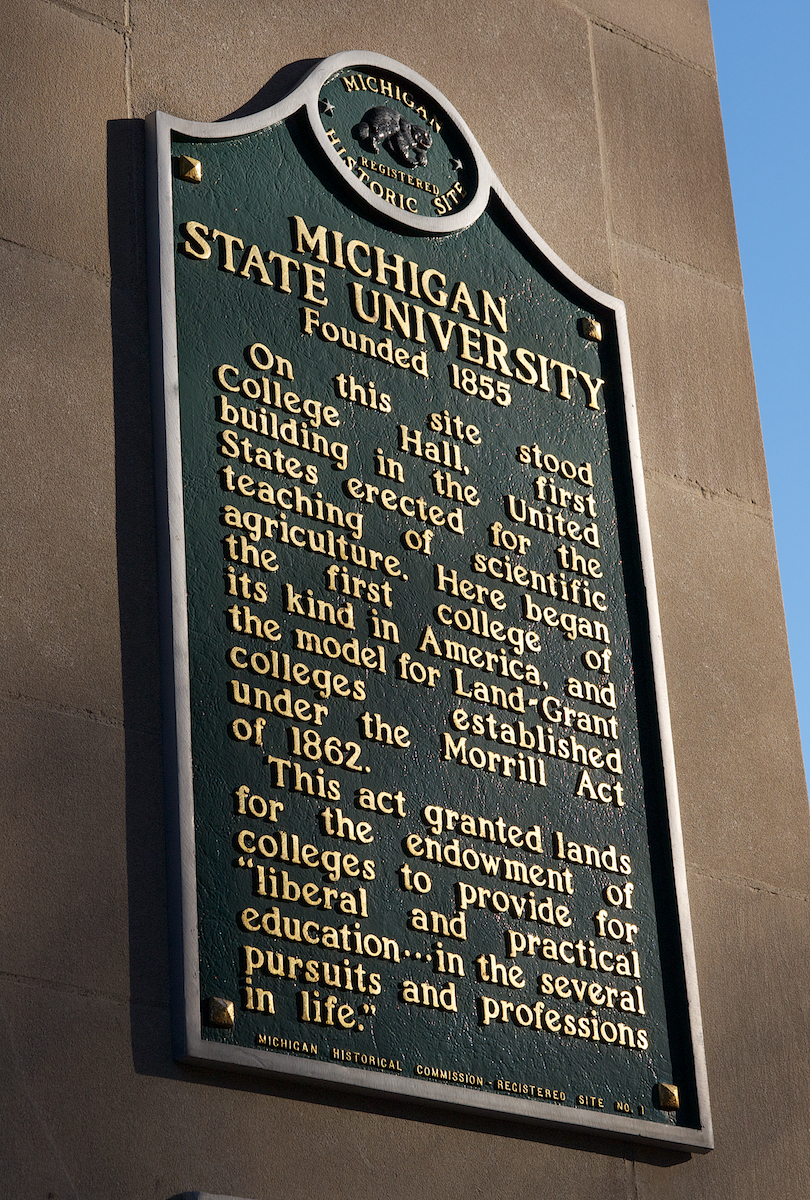 MICHIGAN
REGISTERED
HISTORIC SITE
MICHIGAN
STATE UNIVERSITY
Founded 1855
On this site stood
College Hall, first
building in the United
States erected for the
teaching of scientific
agriculture. Here began
the first college of
its kind in America, and
the model for Land-Grant
colleges established
under the Morrill Act
of 1862.
This act granted lands
for the endowment of
colleges to provide for
“liberal and practical
education...in the several
pursuits and professions
in life.”
MICHIGAN HISTORICAL COMMISSION - REGISTERED SITE NO. 1